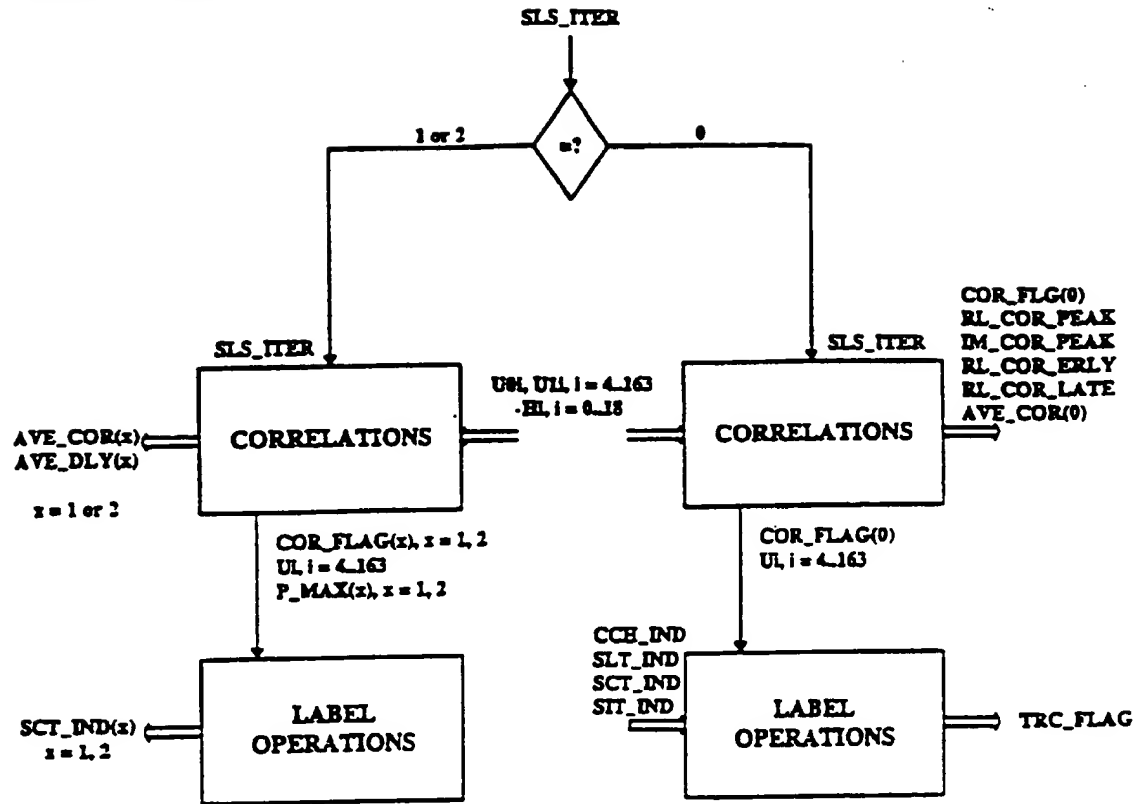 SLS_ITER
1 or 2
=?
0
COR_FLG(0)
RL_COR_PEAK
IM_COR_PEAK
RL_COR_ERLY
RL_COR_LATE
AVE_COR(0)
SLS_ITER
SLS_ITER
U0i, U1i, i = 4..163
-Hi, i = 0..18
CORRELATIONS
CORRELATIONS
AVE_COR(x)
AVE_DLY(x)
x = 1 or 2
COR_FLAG(x), x = 1, 2
Ui, i = 4..163
P_MAX(x), x = 1, 2
COR_FLAG(0)
Ui, i = 4..163
CCH_IND
SLT_IND
SCT_IND
SIT_IND
SCT_IND(x)
x = 1, 2
LABEL
OPERATIONS
LABEL
OPERATIONS
TRC_FLAG